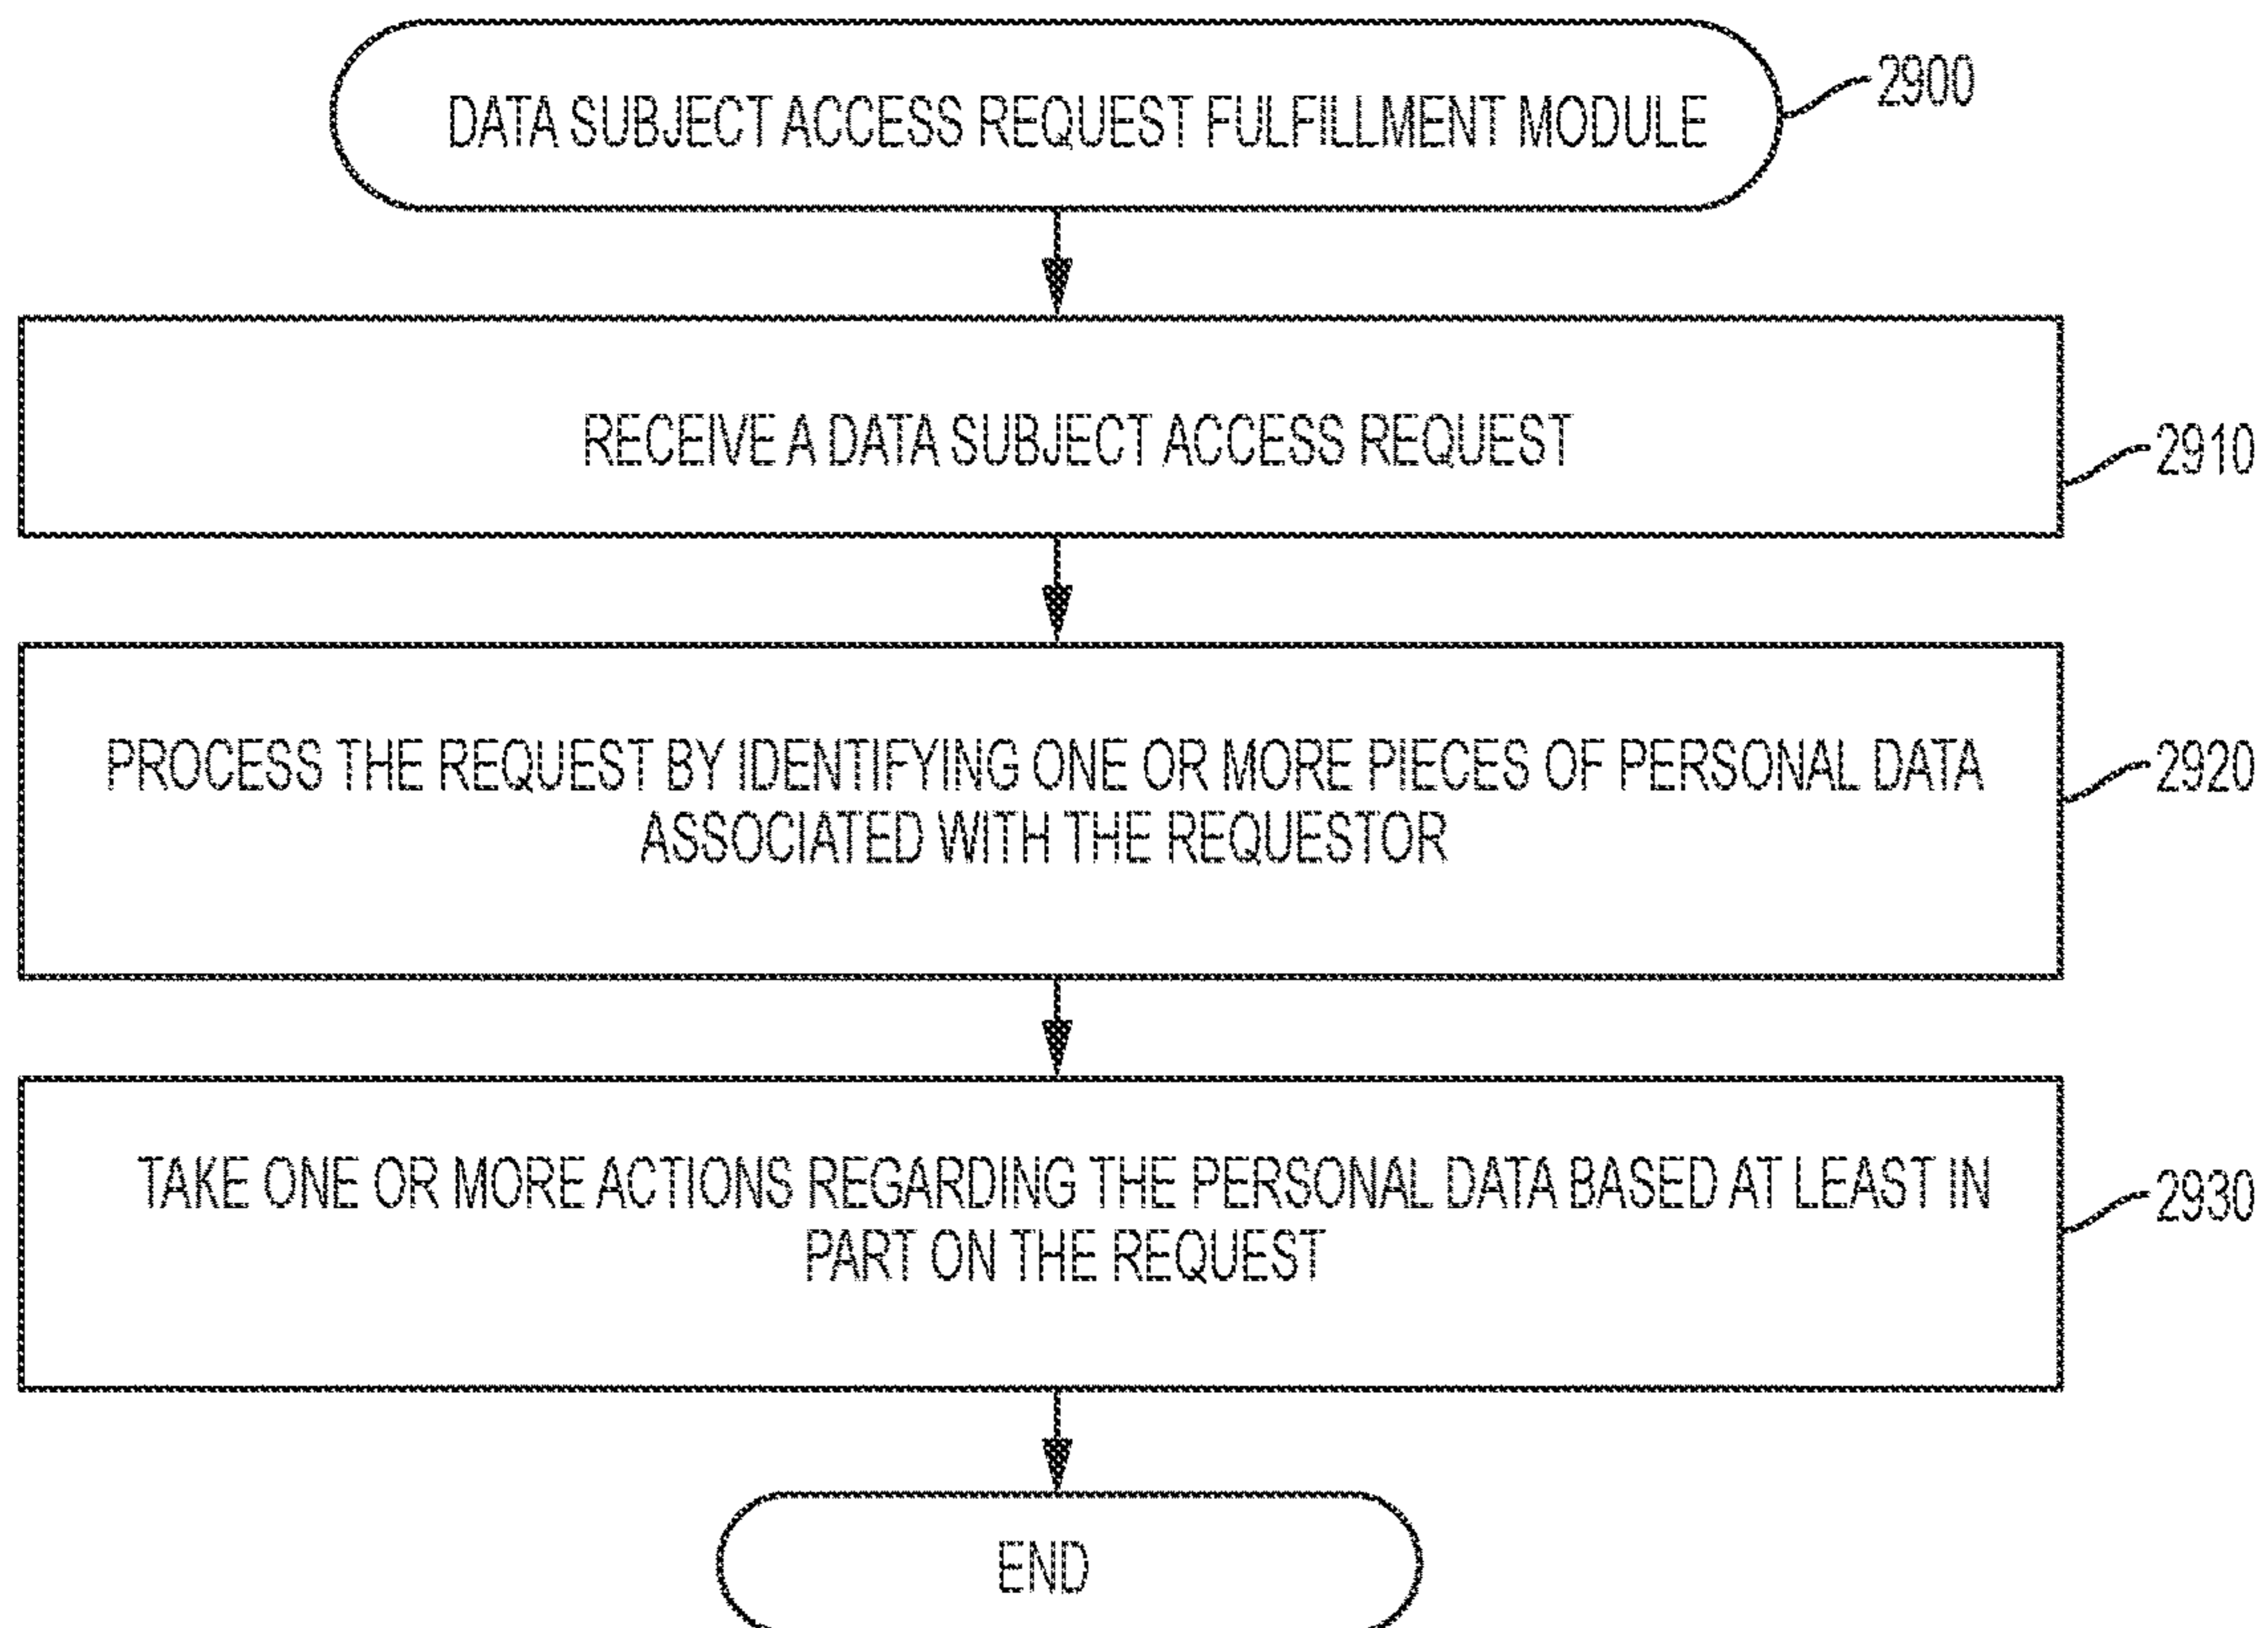 DATA SUBJECT ACCESS REQUEST FULFILLMENT MODULE
2900
RECEIVE A DATA SUBJECT ACCESS REQUEST
2910
PROCESS THE REQUEST BY IDENTIFYING ONE OR MORE PIECES OF PERSONAL DATA
ASSOCIATED WITH THE REQUESTOR
2920
TAKE ONE OR MORE ACTIONS REGARDING THE PERSONAL DATA BASED AT LEAST IN
PART ON THE REQUEST
2930
END